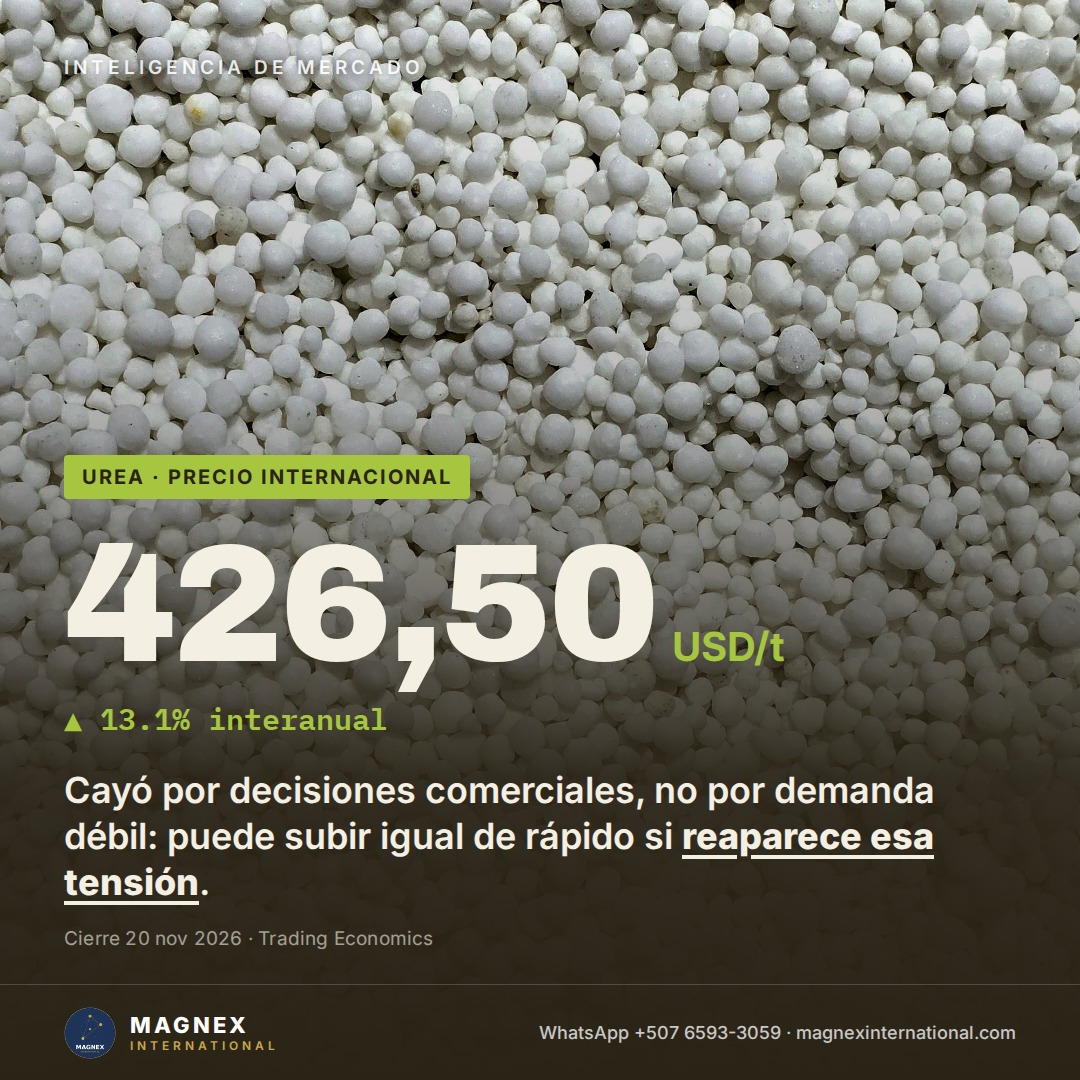 INTELIGENCIA DE MERCADO
UREA · PRECIO INTERNACIONAL
426,50 USD/t
▲ 13.1% interanual
Cayó por decisiones comerciales, no por demanda
débil: puede subir igual de rápido si reaparece esa
tensión.
Cierre 20 nov 2026 · Trading Economics
MAGNEX
MAGNEX
INTERNATIONAL
WhatsApp +507 6593-3059 · magnexinternational.com